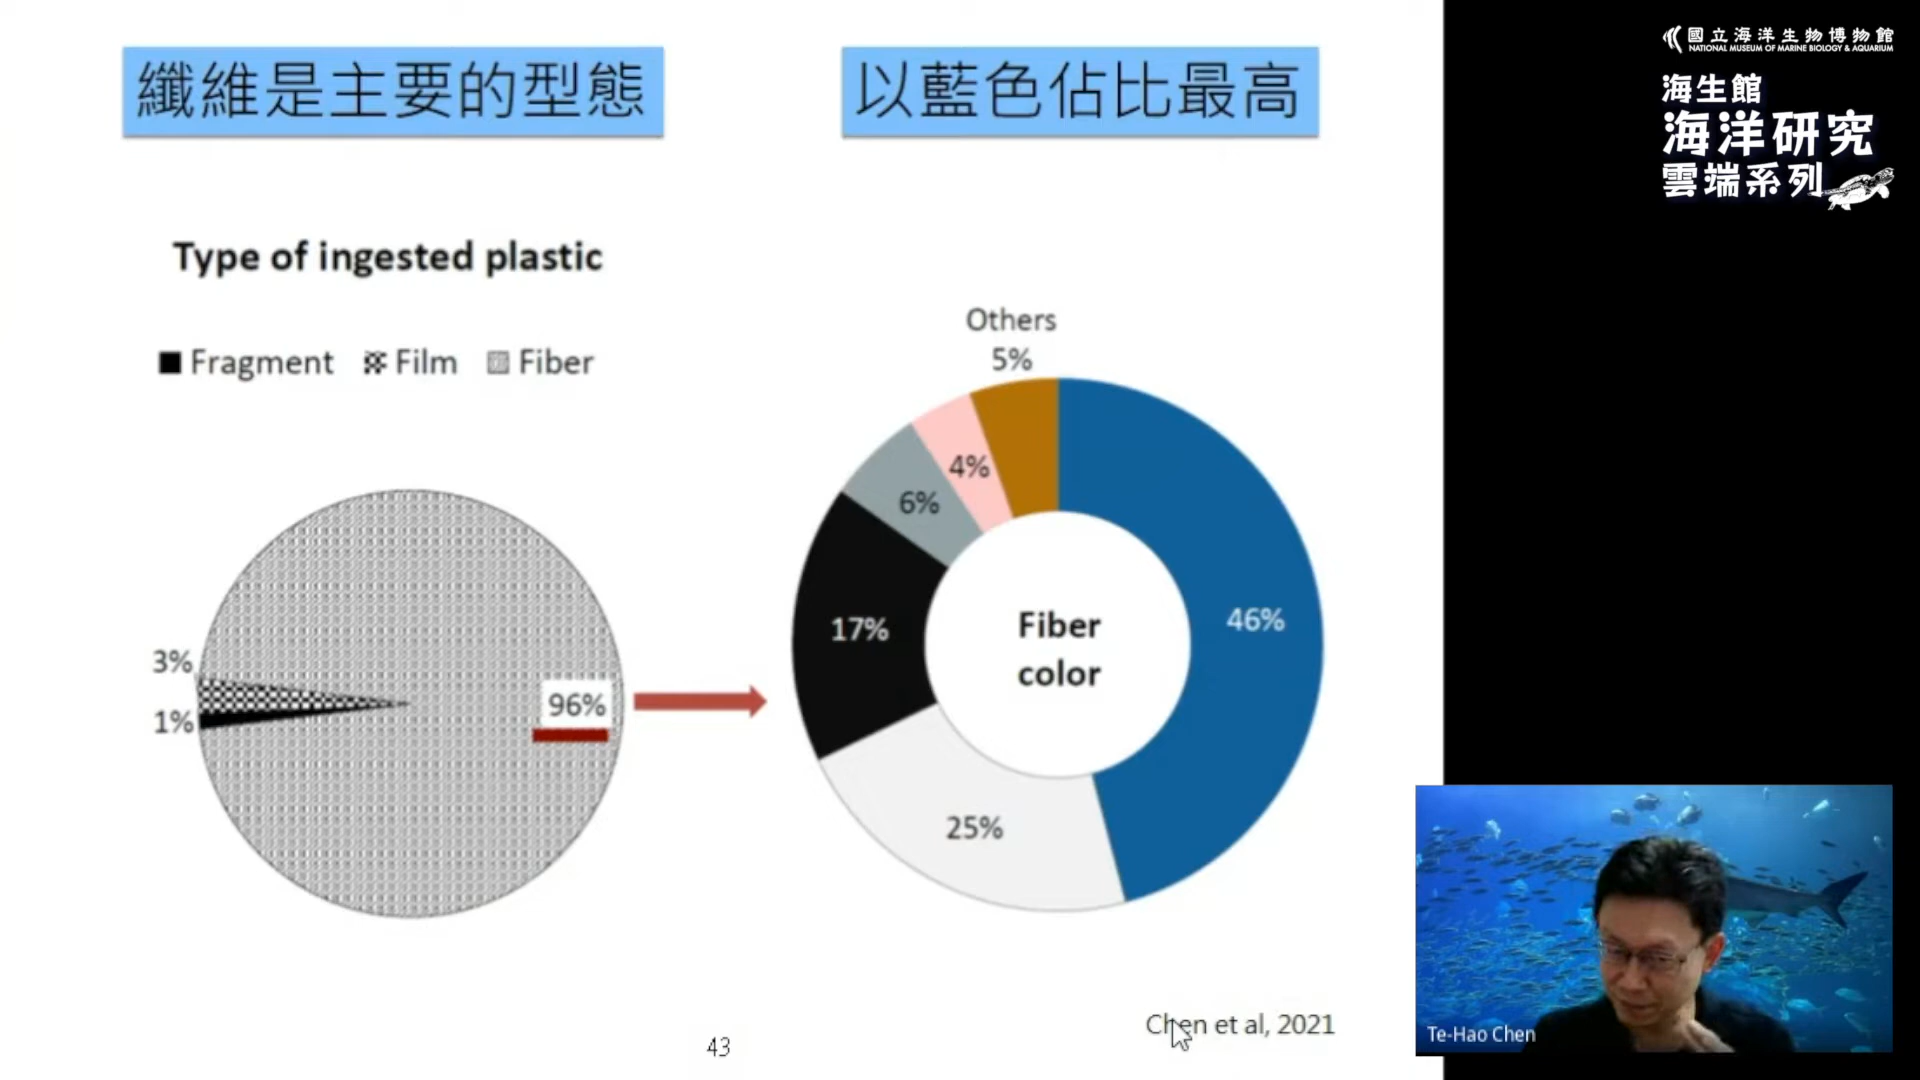 纖維是主要的型態
以藍色佔比最高
國立海洋生物博物館
NATIONAL MUSEUM OF MARINE BIOLOGY & AQUARIUM
海生館
海洋研究
雲端系列
Type of ingested plastic
Fragment Film Fiber
3%
1%
96%
Others
5%
4%
6%
17%
46%
25%
Fiber
color
Chen et al, 2021
43
Te-Hao Chen